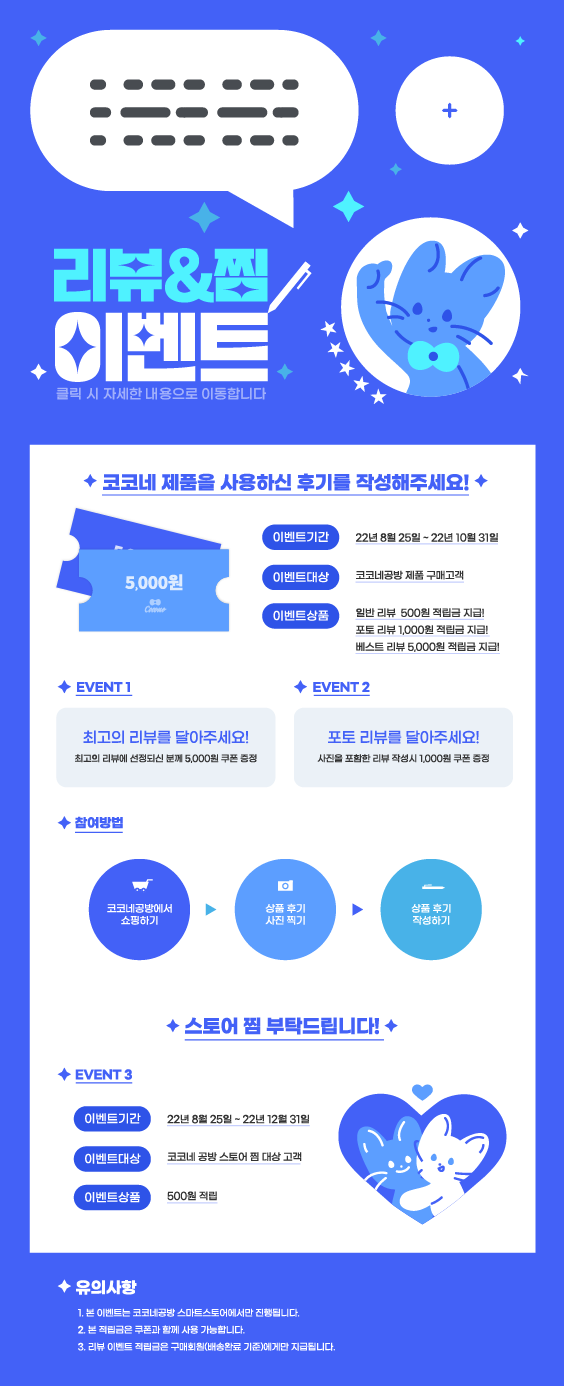 리뷰&찜
이벤트
클릭 시 자세한 내용으로 이동합니다
코코네 제품을 사용하신 후기를 작성해주세요!
5,000원
이벤트기간
22년 8월 25일 ~ 22년 10월 31일
이벤트대상
코코네공방 제품 구매고객
이벤트상품
일반 리뷰 500원 적립금 지급!
포토 리뷰 1,000원 적립금 지급!
베스트 리뷰 5,000원 적립금 지급!
EVENT 1
최고의 리뷰를 달아주세요!
최고의 리뷰에 선정되신 분께 5,000원 쿠폰 증정
EVENT 2
포토 리뷰를 달아주세요!
사진을 포함한 리뷰 작성시 1,000원 쿠폰 증정
참여방법
코코네공방에서
쇼핑하기
상품 후기
사진 찍기
상품 후기
작성하기
스토어 찜 부탁드립니다!
EVENT 3
이벤트기간
22년 8월 25일 ~ 22년 12월 31일
이벤트대상
코코네 공방 스토어 찜 대상 고객
이벤트상품
500원 적립
유의사항
1. 본 이벤트는 코코네공방 스마트스토어에서만 진행됩니다.
2. 본 적립금은 쿠폰과 함께 사용 가능합니다.
3. 리뷰 이벤트 적립금은 구매회원(배송완료 기준)에게만 지급됩니다.